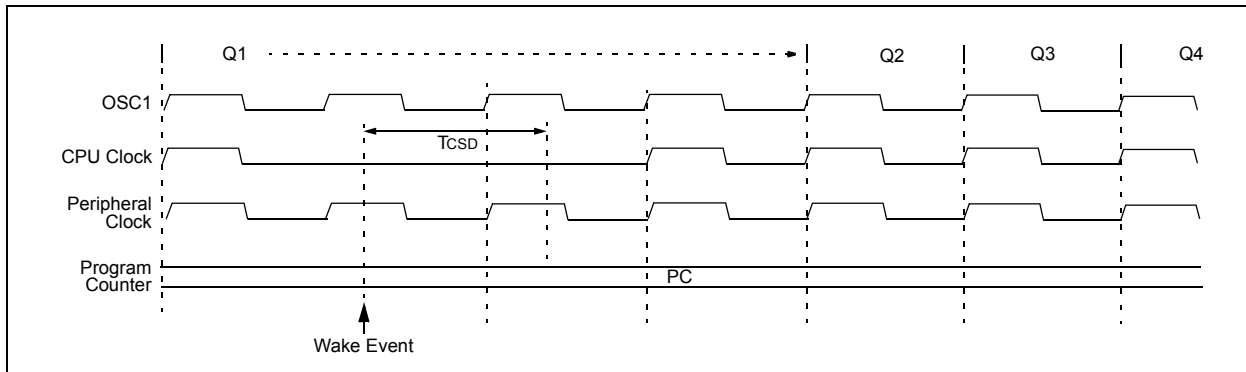 Q1 Q2 Q3 Q4
OSC1
TCSD
CPU Clock
Peripheral
Clock
Program
Counter
PC
Wake Event